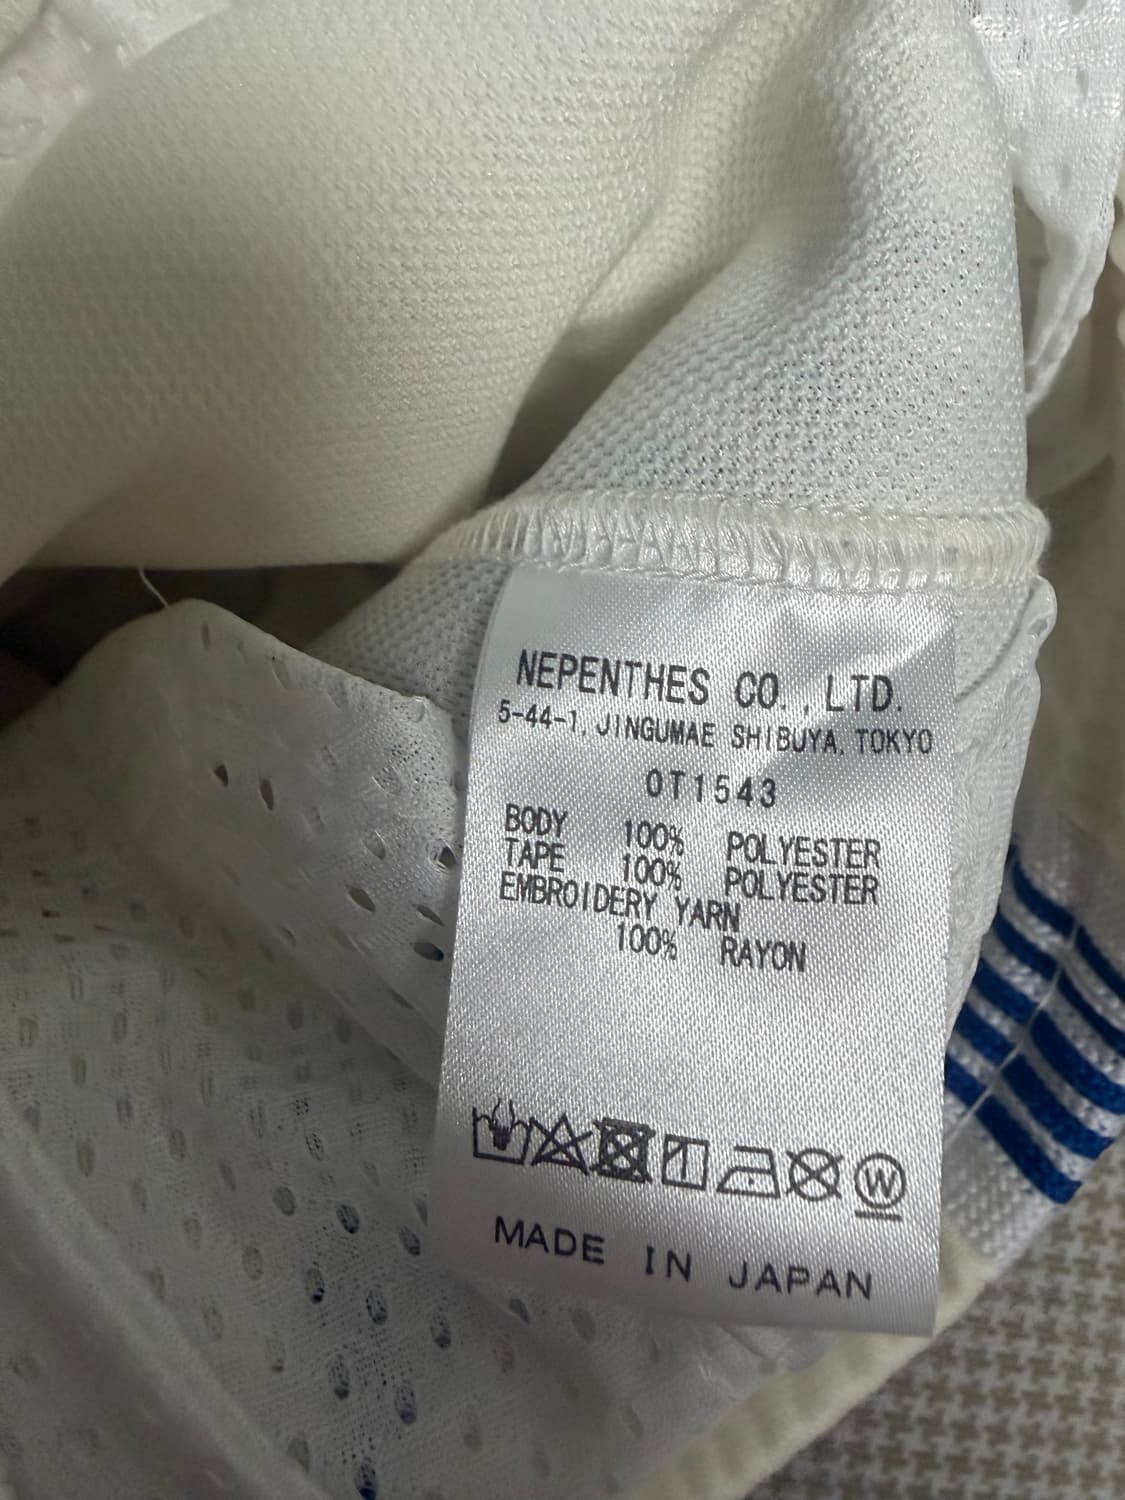 NEPENTHES CO.,LTD.
5-44-1, JINGUMAE SHIBUYA, TOKYO
OT1543
BODY 100% POLYESTER
TAPE 100% POLYESTER
EMBROIDERY YARN
100% RAYON
W
MADE IN JAPAN